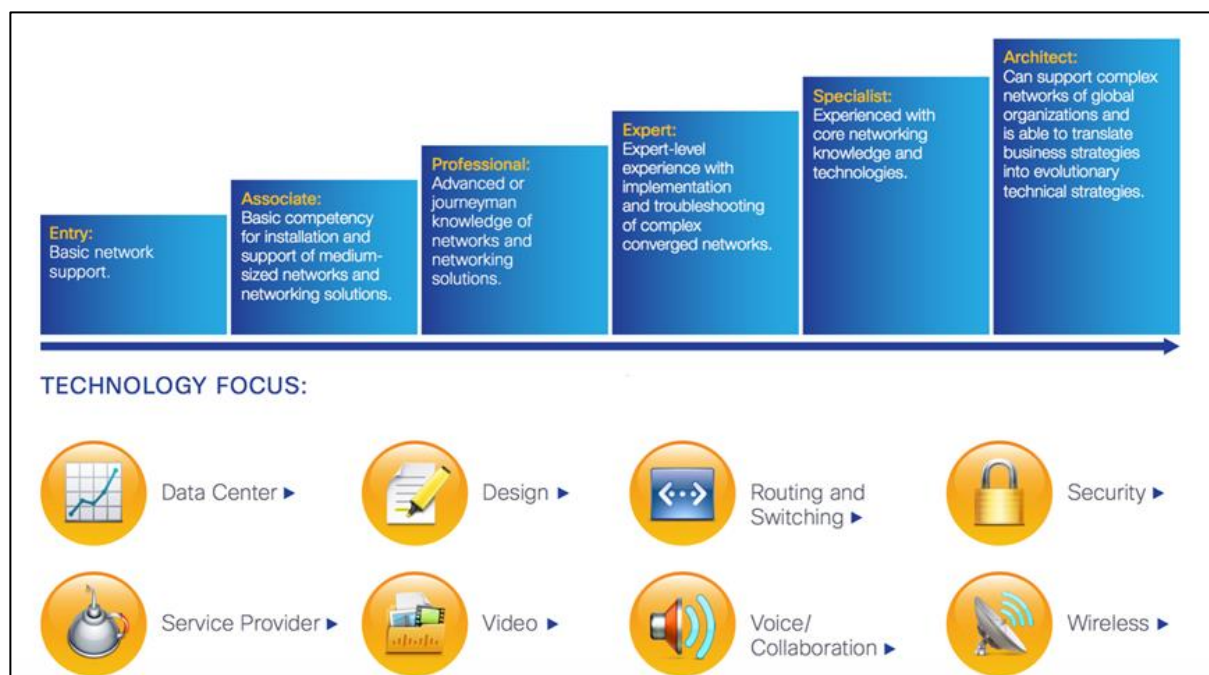 Entry:
Basic network
support.
Associate:
Basic competency
for installation and
support of medium-
sized networks and
networking solutions.
Professional:
Advanced or
journeyman
knowledge of
networks and
networking
solutions.
Expert:
Expert-level
experience with
implementation
and troubleshooting
of complex
converged networks.
Specialist:
Experienced with
core networking
knowledge and
technologies.
Architect:
Can support complex
networks of global
organizations and
is able to translate
business strategies
into evolutionary
technical strategies.
TECHNOLOGY FOCUS:
Data Center
Design
Routing and
Switching
Security
Service Provider
Video
Voice/
Collaboration
Wireless